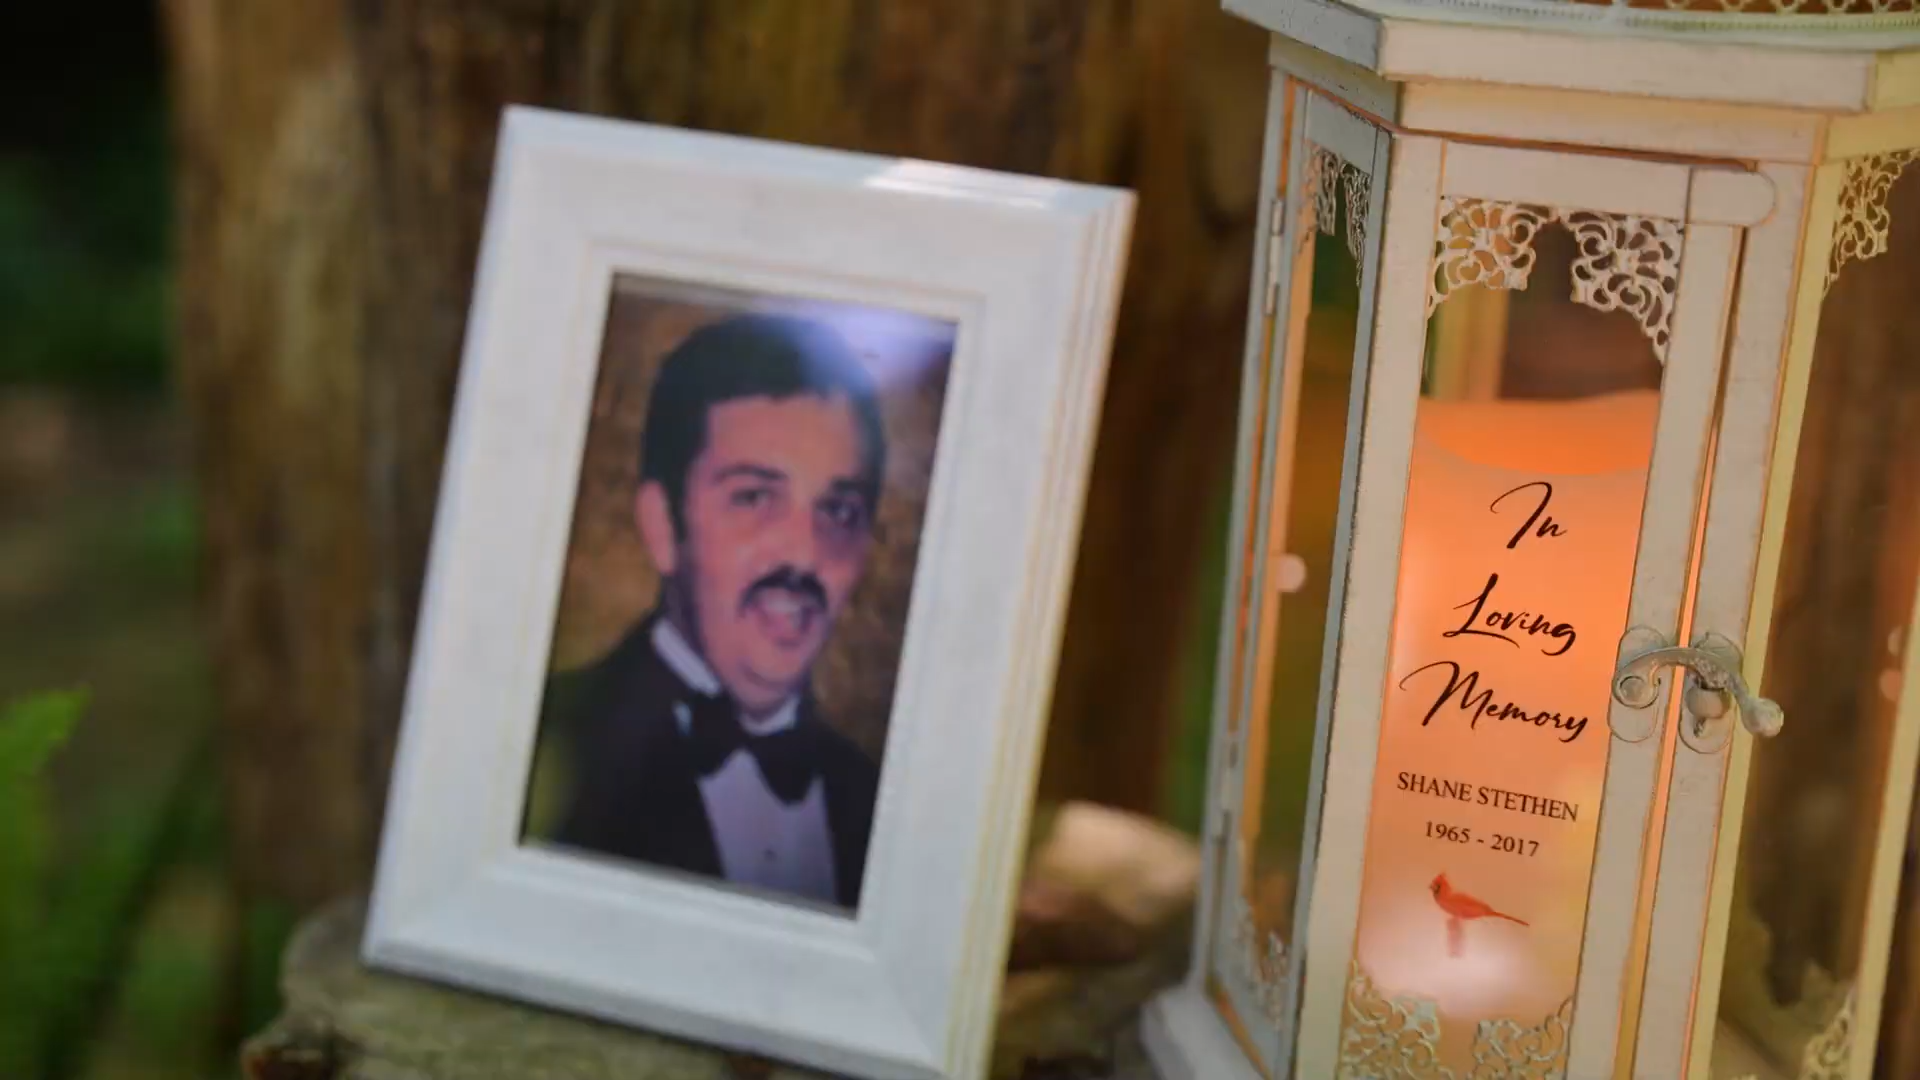 In
Loving
Memory
SHANE STETHEN
1965 - 2017